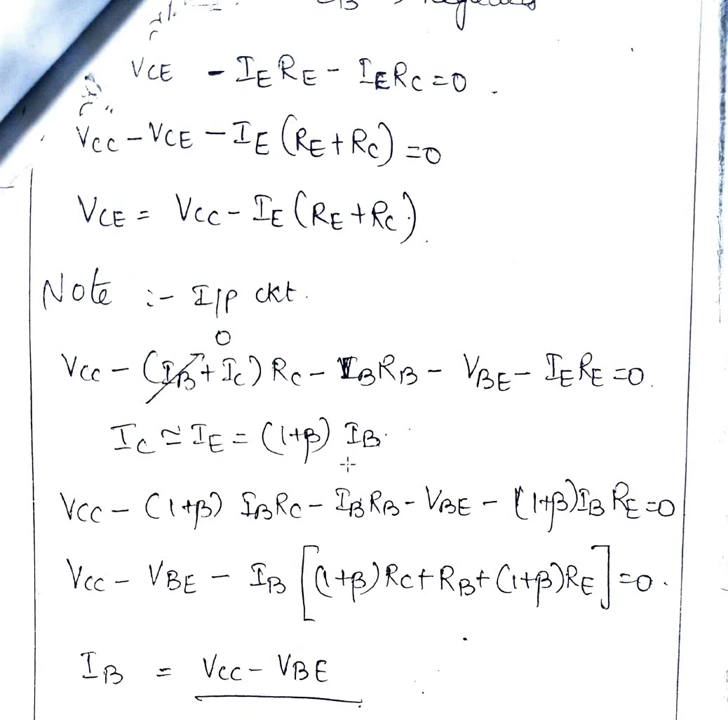 VCE - IERE - IERC = 0 .
VCC - VCE - IE (RE + RC) = 0
VCE = VCC - IE (RE + RC)
Note :- I/P ckt.
0
VCC - (IB + IC) RC - IBRB - VBE - IERE = 0.
IC ≃ IE = (1+β) IB.
VCC - (1+β) IBRC - IBRB - VBE - (1+β)IB RE = 0
VCC - VBE - IB [(1+β)RC + RB + (1+β)RE] = 0.
IB = VCC - VBE